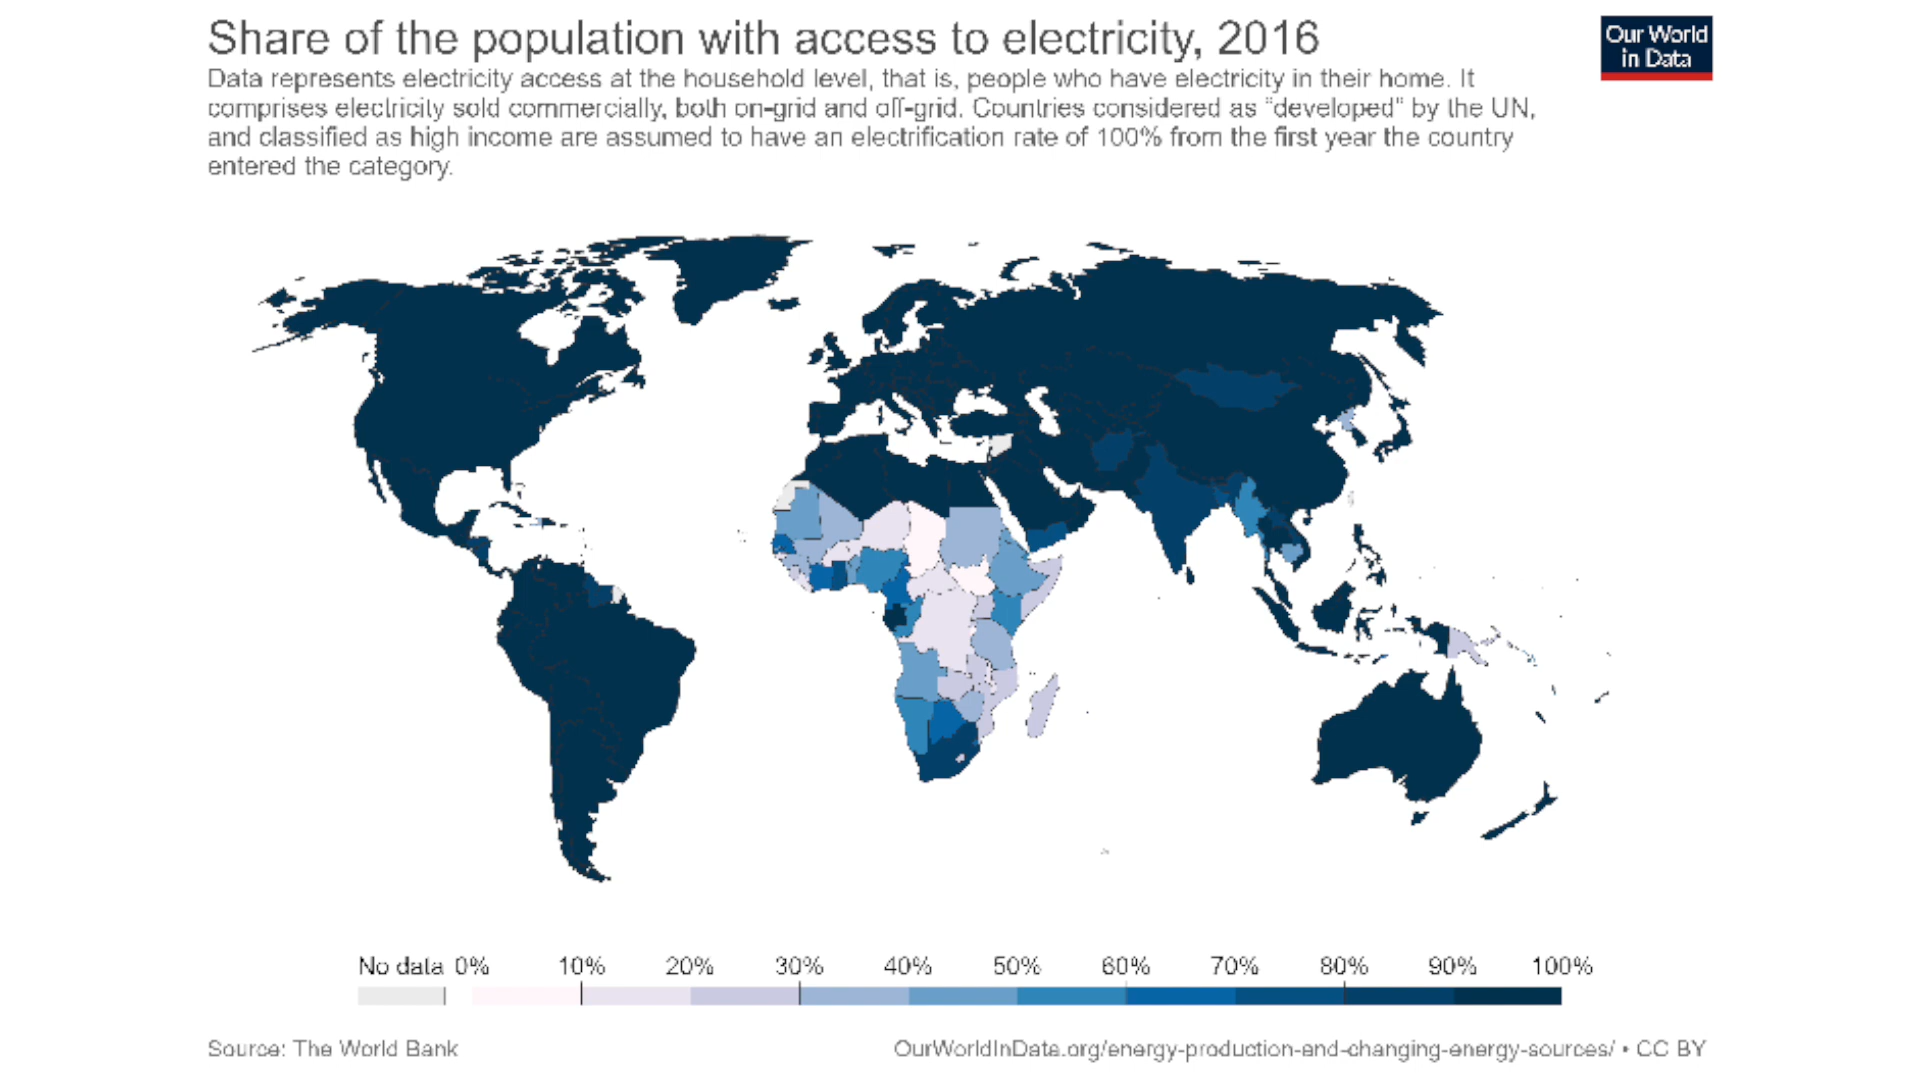 Share of the population with access to electricity, 2016
Our World
in Data
Data represents electricity access at the household level, that is, people who have electricity in their home. It
comprises electricity sold commercially, both on-grid and off-grid. Countries considered as "developed" by the UN,
and classified as high income are assumed to have an electrification rate of 100% from the first year the country
entered the category.
No data 0% 10% 20% 30% 40% 50% 60% 70% 80% 90% 100%
Source: The World Bank
OurWorldInData.org/energy-production-and-changing-energy-sources/ • CC BY